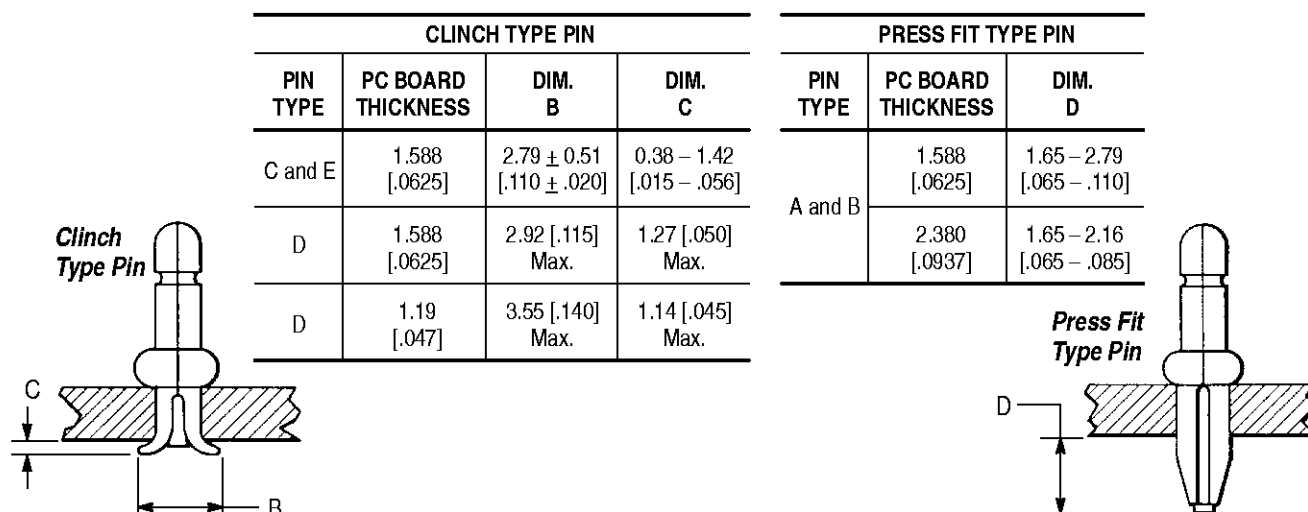 CLINCH TYPE PIN
PIN TYPE PC BOARD THICKNESS DIM. B DIM. C
C and E 1.588 [.0625] 2.79 ± 0.51 [.110 ± .020] 0.38 – 1.42 [.015 – .056]
D 1.588 [.0625] 2.92 [.115] Max. 1.27 [.050] Max.
D 1.19 [.047] 3.55 [.140] Max. 1.14 [.045] Max.
PRESS FIT TYPE PIN
PIN TYPE PC BOARD THICKNESS DIM. D
A and B 1.588 [.0625] 1.65 – 2.79 [.065 – .110]
2.380 [.0937] 1.65 – 2.16 [.065 – .085]
Clinch
Type Pin
C
B
Press Fit
Type Pin
D